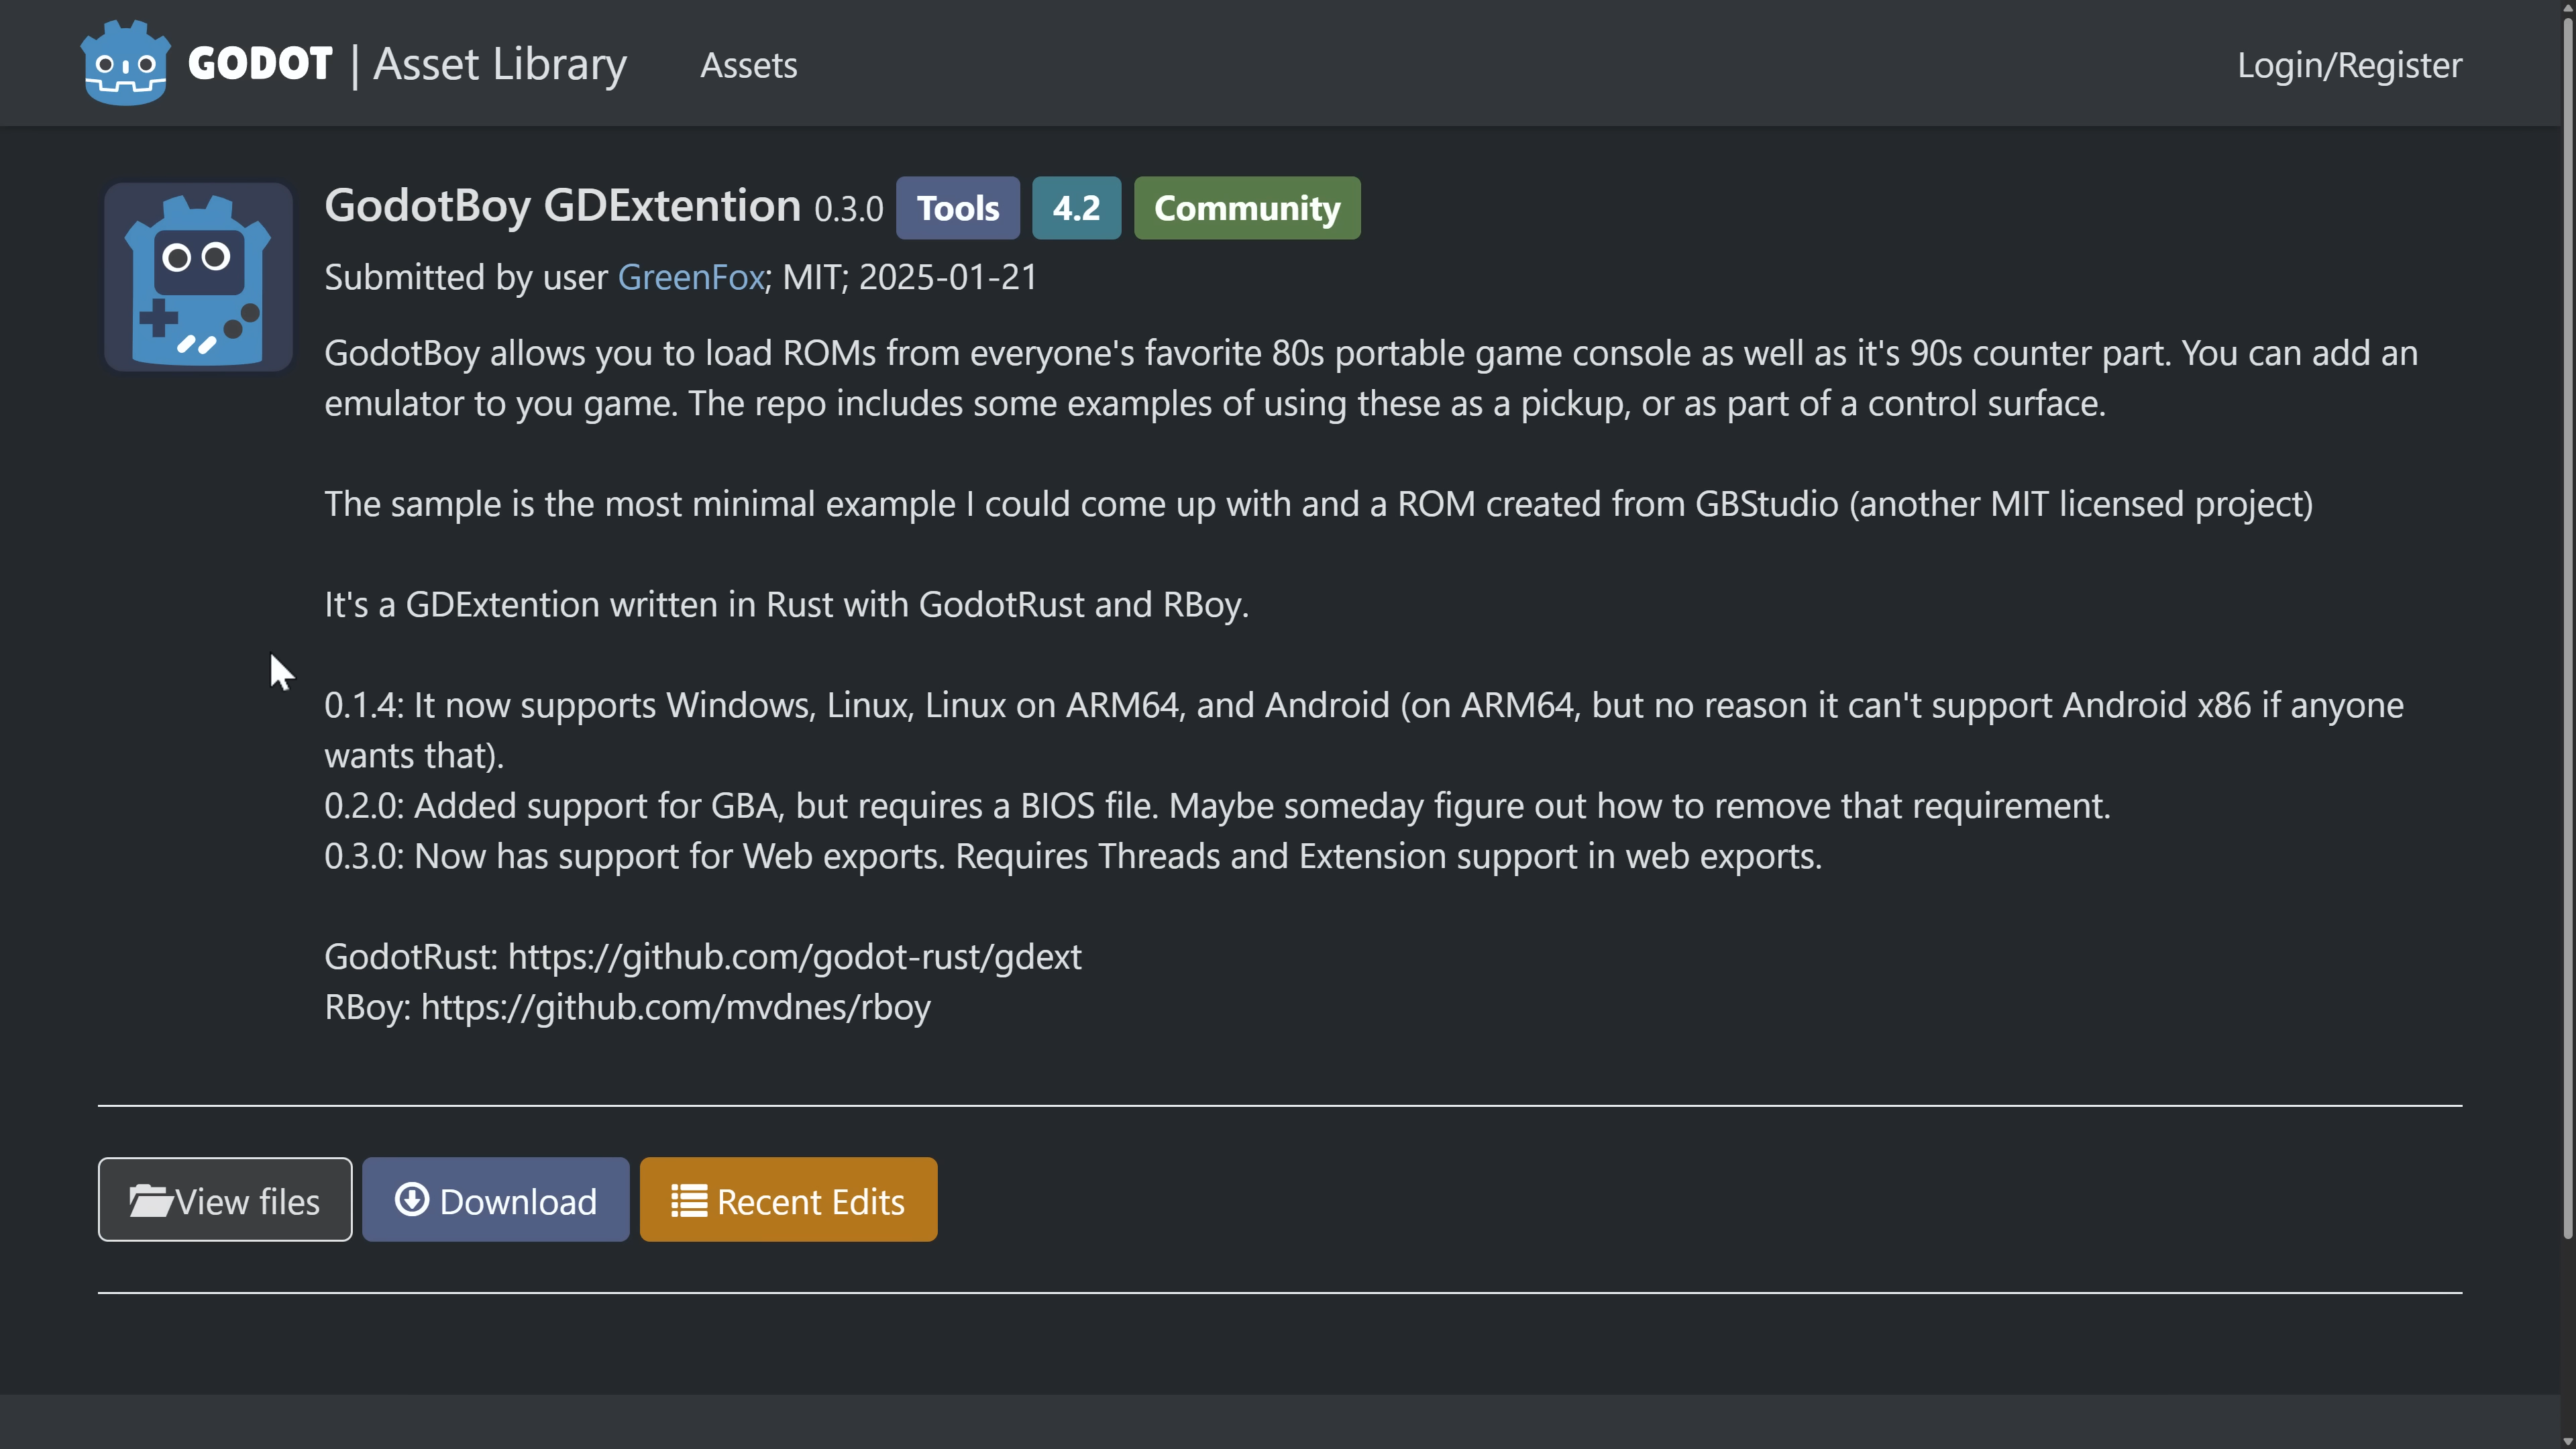 GODOT | Asset Library
Assets
Login/Register
GodotBoy GDExtention 0.3.0 Tools 4.2 Community
Submitted by user GreenFox; MIT; 2025-01-21
GodotBoy allows you to load ROMs from everyone's favorite 80s portable game console as well as it's 90s counter part. You can add an
emulator to you game. The repo includes some examples of using these as a pickup, or as part of a control surface.
The sample is the most minimal example I could come up with and a ROM created from GBStudio (another MIT licensed project)
It's a GDExtention written in Rust with GodotRust and RBoy.
0.1.4: It now supports Windows, Linux, Linux on ARM64, and Android (on ARM64, but no reason it can't support Android x86 if anyone
wants that).
0.2.0: Added support for GBA, but requires a BIOS file. Maybe someday figure out how to remove that requirement.
0.3.0: Now has support for Web exports. Requires Threads and Extension support in web exports.
GodotRust: https://github.com/godot-rust/gdext
RBoy: https://github.com/mvdnes/rboy
View files
Download
Recent Edits